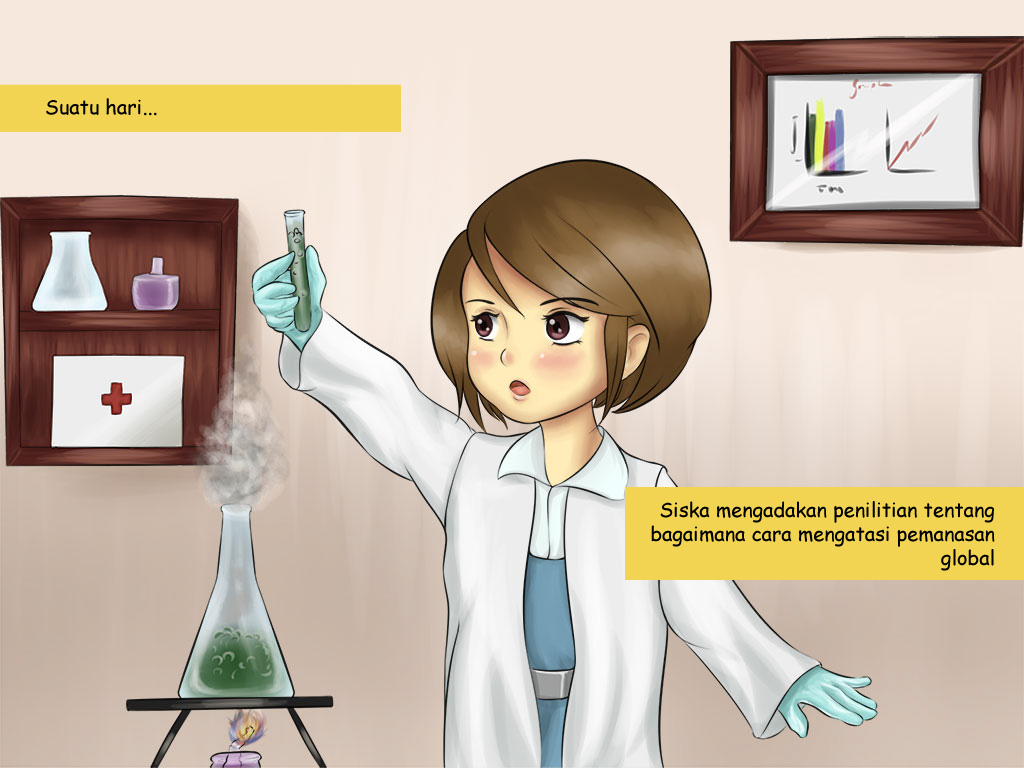 Suatu hari...
Siska mengadakan penilitian tentang
bagaimana cara mengatasi pemanasan
global